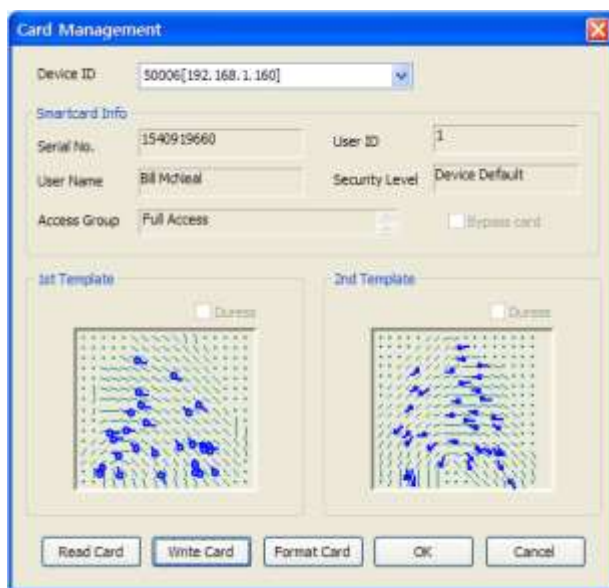 Card Management
Device ID 50006[192.168.1.160]
Smartcard Info
Serial No. 1540919660 User ID 1
User Name Bill McNeal Security Level Device Default
Access Group Full Access Bypass card
1st Template 2nd Template
Duress Duress
Read Card Write Card Format Card OK Cancel